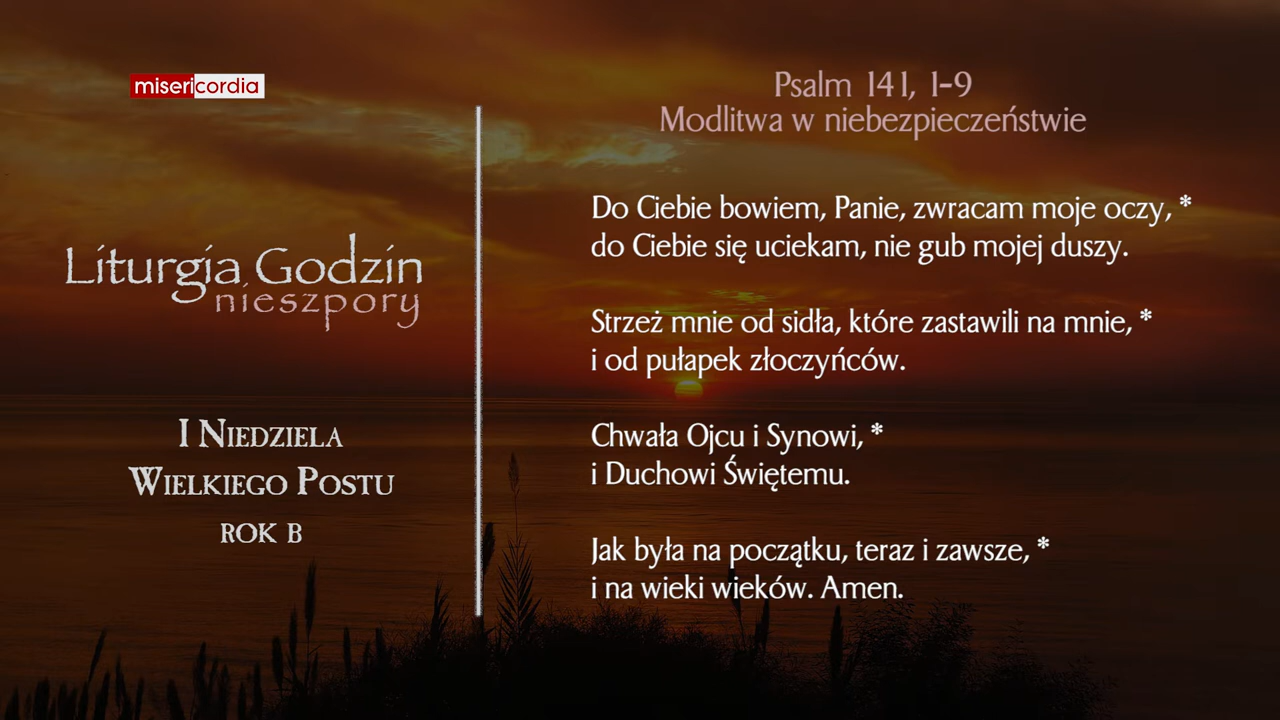 misericordia
Liturgia Godzin
nieszpory
I Niedziela
Wielkiego Postu
rok B
Psalm 141, 1-9
Modlitwa w niebezpieczeństwie
Do Ciebie bowiem, Panie, zwracam moje oczy, *
do Ciebie się uciekam, nie gub mojej duszy.
Strzeż mnie od sidła, które zastawili na mnie, *
i od pułapek złoczyńców.
Chwała Ojcu i Synowi, *
i Duchowi Świętemu.
Jak była na początku, teraz i zawsze, *
i na wieki wieków. Amen.